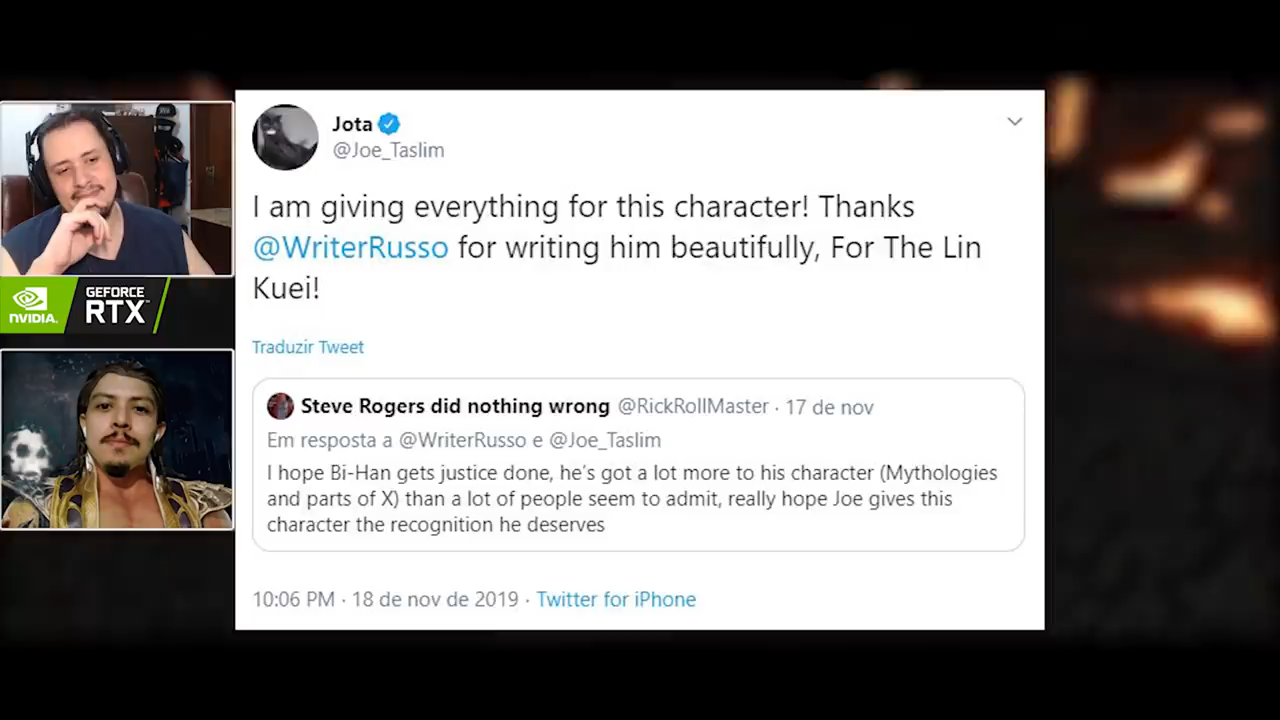 Jota
@Joe_Taslim
I am giving everything for this character! Thanks
@WriterRusso for writing him beautifully, For The Lin
Kuei!
Traduzir Tweet
Steve Rogers did nothing wrong @RickRollMaster · 17 de nov
Em resposta a @WriterRusso e @Joe_Taslim
I hope Bi-Han gets justice done, he's got a lot more to his character (Mythologies
and parts of X) than a lot of people seem to admit, really hope Joe gives this
character the recognition he deserves
10:06 PM · 18 de nov de 2019 · Twitter for iPhone
NVIDIA.
GEFORCE
RTX™